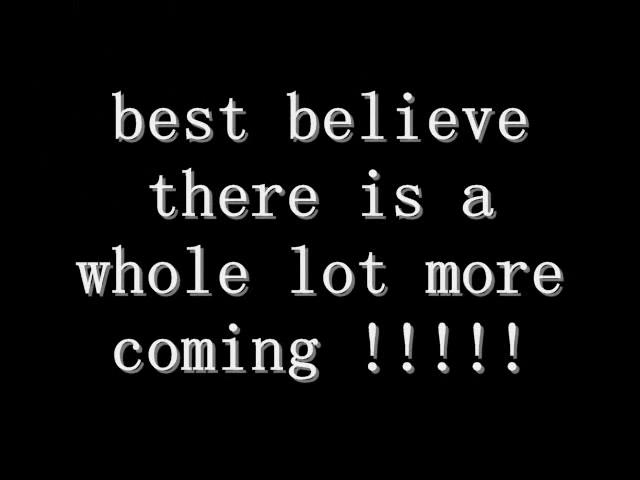 best believe
there is a
whole lot more
coming !!!!!